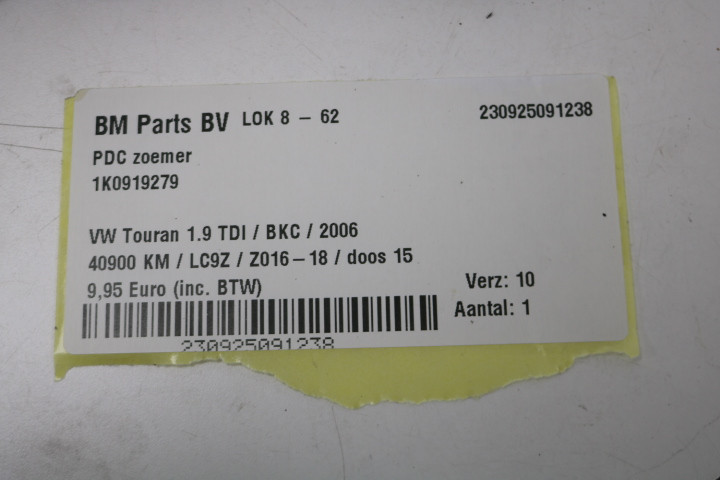 BM Parts BV LOK 8 – 62 230925091238
PDC zoemer
1K0919279
VW Touran 1.9 TDI / BKC / 2006
40900 KM / LC9Z / Z016–18 / doos 15
9,95 Euro (inc. BTW) Verz: 10
Aantal: 1
230925091238